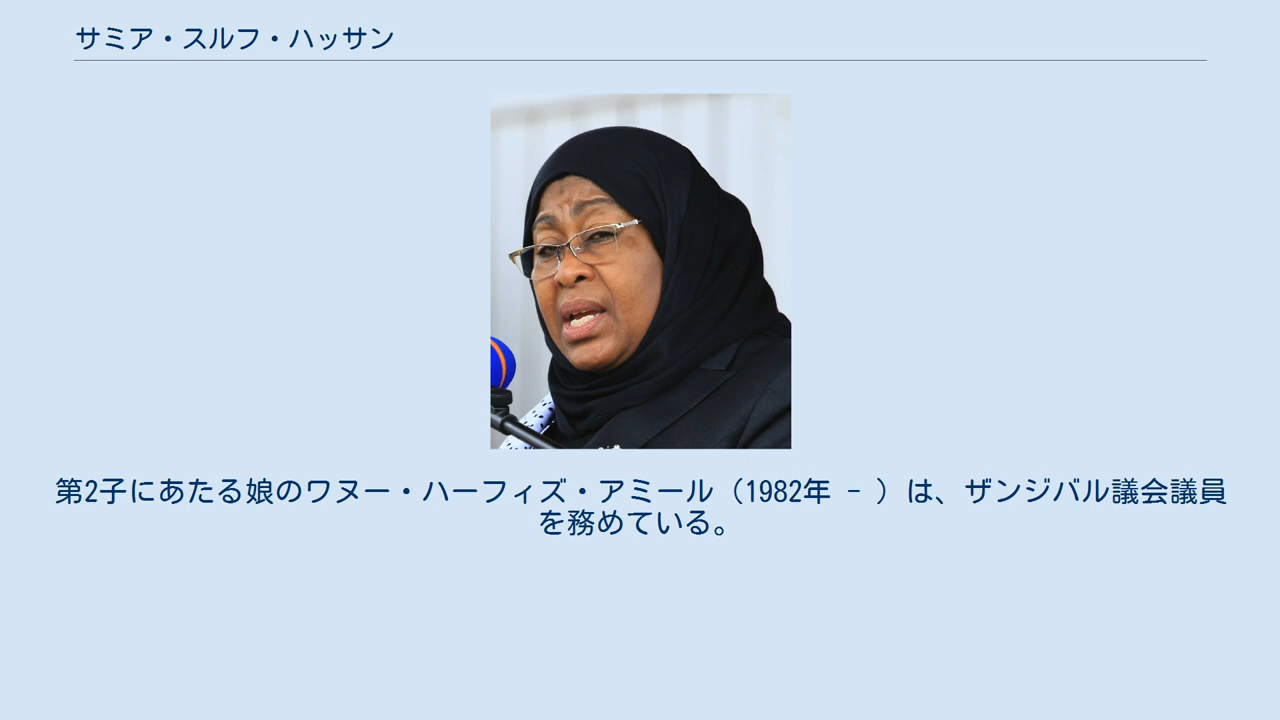 サミア・スルフ・ハッサン
第2子にあたる娘のワヌー・ハーフィズ・アミール（1982年 - ）は、ザンジバル議会議員
を務めている。